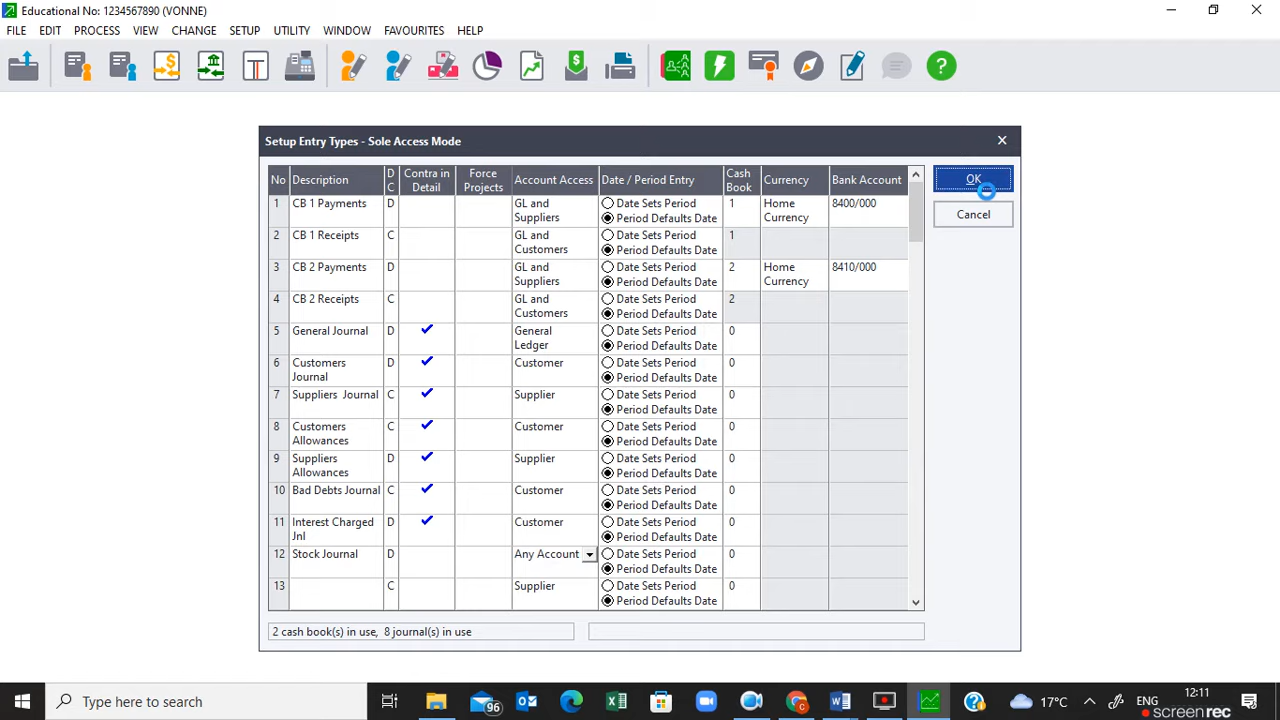 Educational No: 1234567890 (VONNE)
FILE EDIT PROCESS VIEW CHANGE SETUP UTILITY WINDOW FAVOURITES HELP
Setup Entry Types - Sole Access Mode
No Description D C Contra in Detail Force Projects Account Access Date / Period Entry Cash Book Currency Bank Account
1 CB 1 Payments D GL and Suppliers Date Sets Period Period Defaults Date 1 Home Currency 8400/000
2 CB 1 Receipts C GL and Customers Date Sets Period Period Defaults Date 1
3 CB 2 Payments D GL and Suppliers Date Sets Period Period Defaults Date 2 Home Currency 8410/000
4 CB 2 Receipts C GL and Customers Date Sets Period Period Defaults Date 2
5 General Journal D General Ledger Date Sets Period Period Defaults Date 0
6 Customers Journal D Customer Date Sets Period Period Defaults Date 0
7 Suppliers Journal C Supplier Date Sets Period Period Defaults Date 0
8 Customers Allowances C Customer Date Sets Period Period Defaults Date 0
9 Suppliers Allowances D Supplier Date Sets Period Period Defaults Date 0
10 Bad Debts Journal C Customer Date Sets Period Period Defaults Date 0
11 Interest Charged Jnl D Customer Date Sets Period Period Defaults Date 0
12 Stock Journal D Any Account Date Sets Period Period Defaults Date 0
13 C Supplier Date Sets Period Period Defaults Date 0
OK
Cancel
2 cash book(s) in use, 8 journal(s) in use
Type here to search
96
17°C
ENG
12:11
screenrec